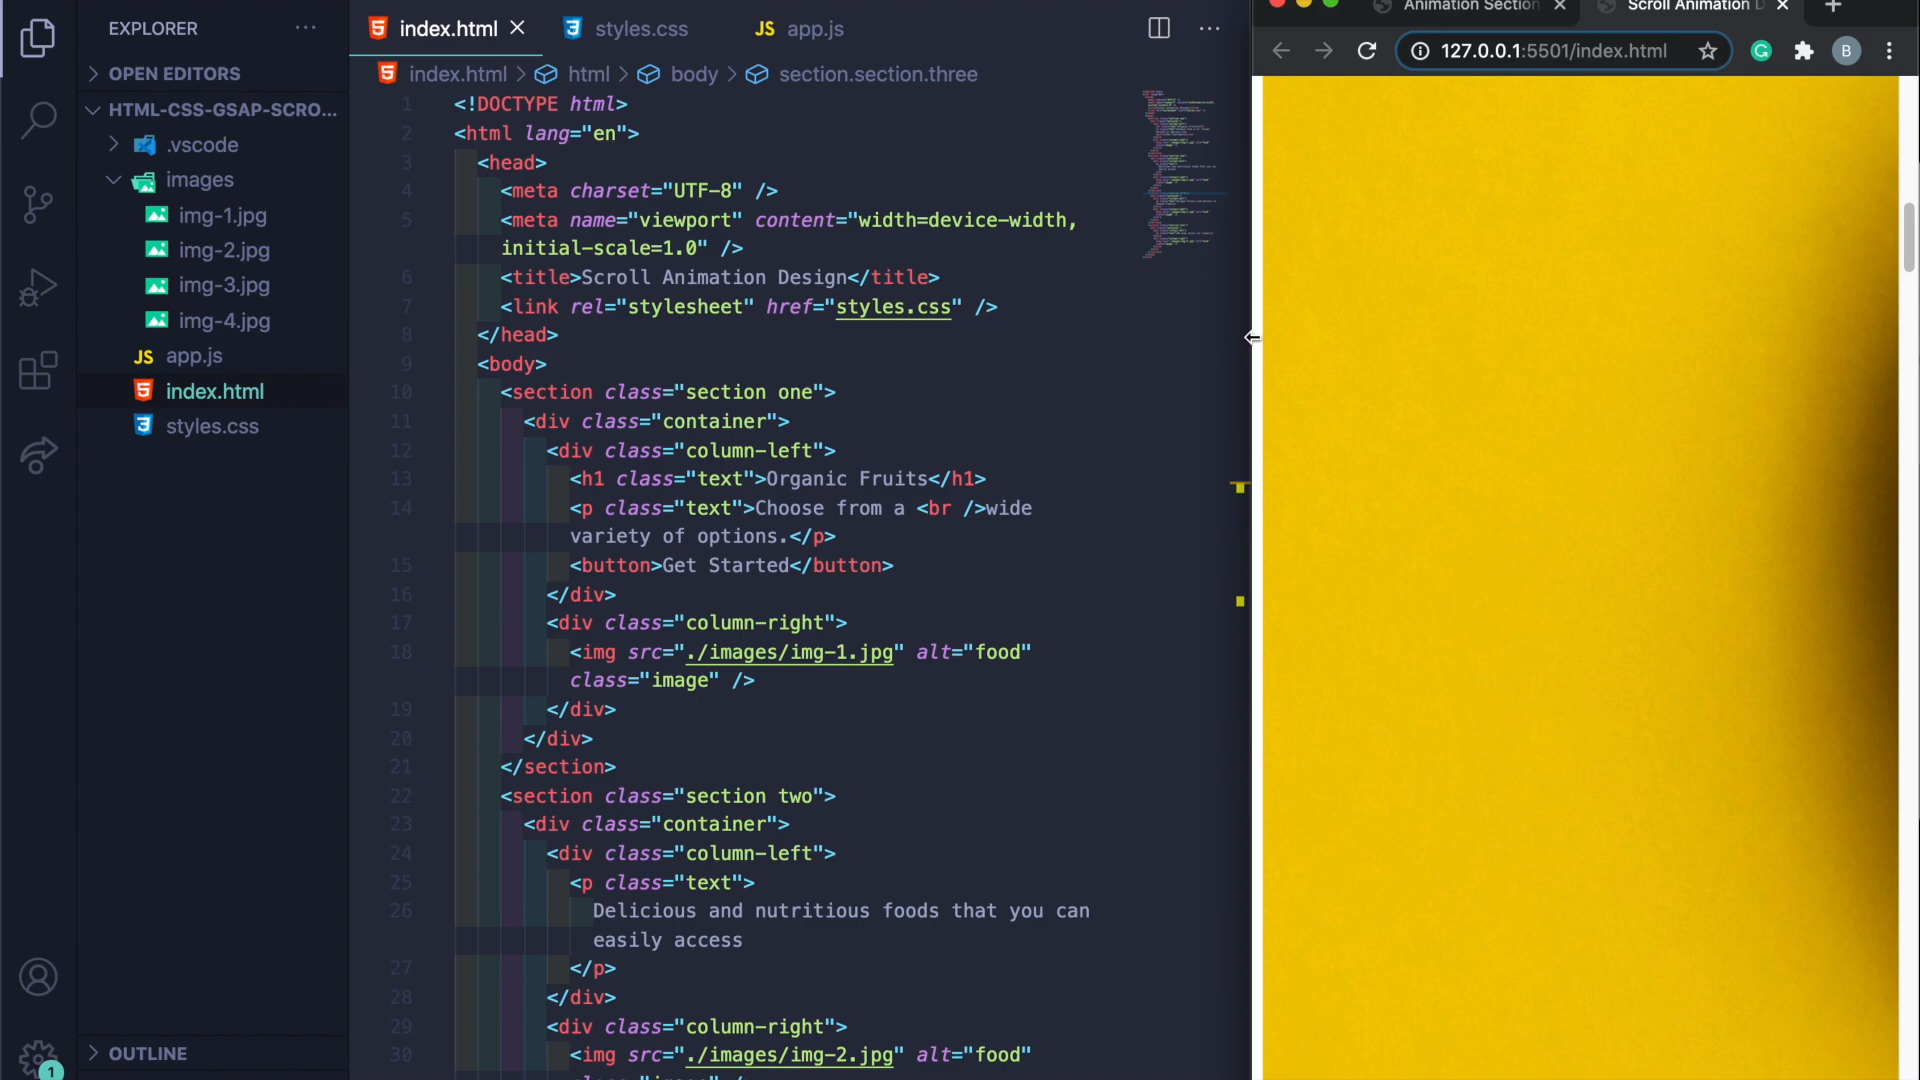 EXPLORER
OPEN EDITORS
HTML-CSS-GSAP-SCRO...
.vscode
images
img-1.jpg
img-2.jpg
img-3.jpg
img-4.jpg
JS app.js
index.html
styles.css
OUTLINE
1
index.html
styles.css
JS app.js
index.html > html > body > section.section.three
1 <!DOCTYPE html>
2 <html lang="en">
3 <head>
4 <meta charset="UTF-8" />
5 <meta name="viewport" content="width=device-width,
initial-scale=1.0" />
6 <title>Scroll Animation Design</title>
7 <link rel="stylesheet" href="styles.css" />
8 </head>
9 <body>
10 <section class="section one">
11 <div class="container">
12 <div class="column-left">
13 <h1 class="text">Organic Fruits</h1>
14 <p class="text">Choose from a <br />wide
variety of options.</p>
15 <button>Get Started</button>
16 </div>
17 <div class="column-right">
18 <img src="./images/img-1.jpg" alt="food"
class="image" />
19 </div>
20 </div>
21 </section>
22 <section class="section two">
23 <div class="container">
24 <div class="column-left">
25 <p class="text">
26 Delicious and nutritious foods that you can
easily access
27 </p>
28 </div>
29 <div class="column-right">
30 <img src="./images/img-2.jpg" alt="food"
Animation Section
Scroll Animation D
127.0.0.1:5501/index.html
B